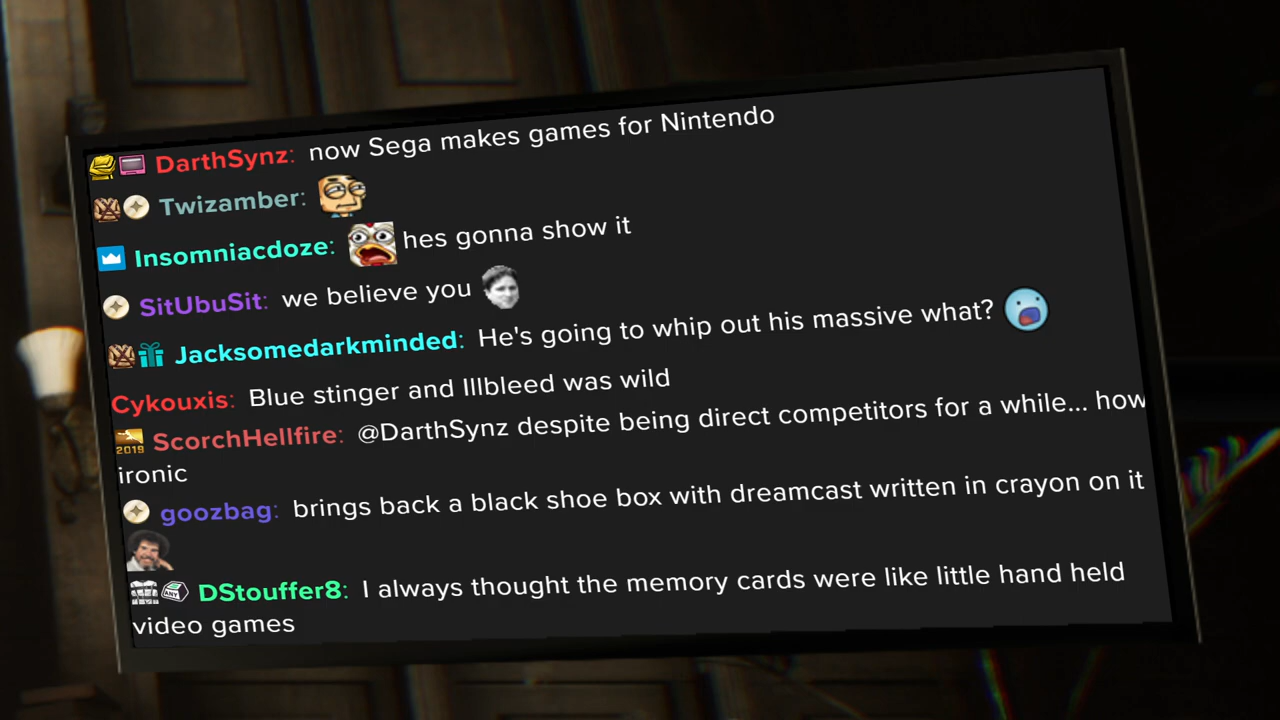 DarthSynz: now Sega makes games for Nintendo
Twizamber:
Insomniacdoze: hes gonna show it
SitUbuSit: we believe you
Jacksomedarkminded: He's going to whip out his massive what?
Cykouxis: Blue stinger and Illbleed was wild
2019 ScorchHellfire: @DarthSynz despite being direct competitors for a while... how
ironic
goozbag: brings back a black shoe box with dreamcast written in crayon on it
ANY DStouffer8: I always thought the memory cards were like little hand held
video games